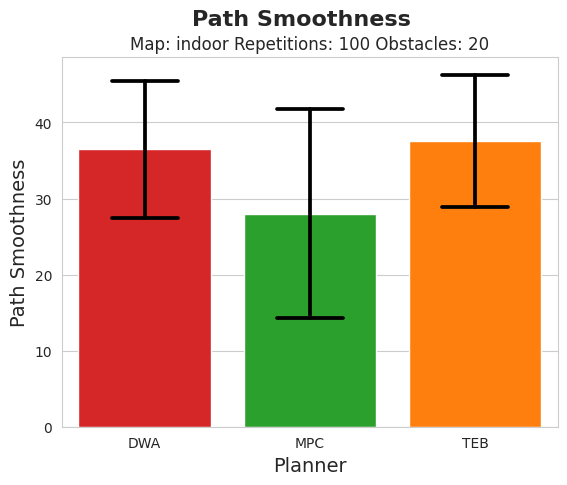 Path Smoothness
Map: indoor Repetitions: 100 Obstacles: 20
Path Smoothness
40
30
20
10
0
DWA MPC TEB
Planner